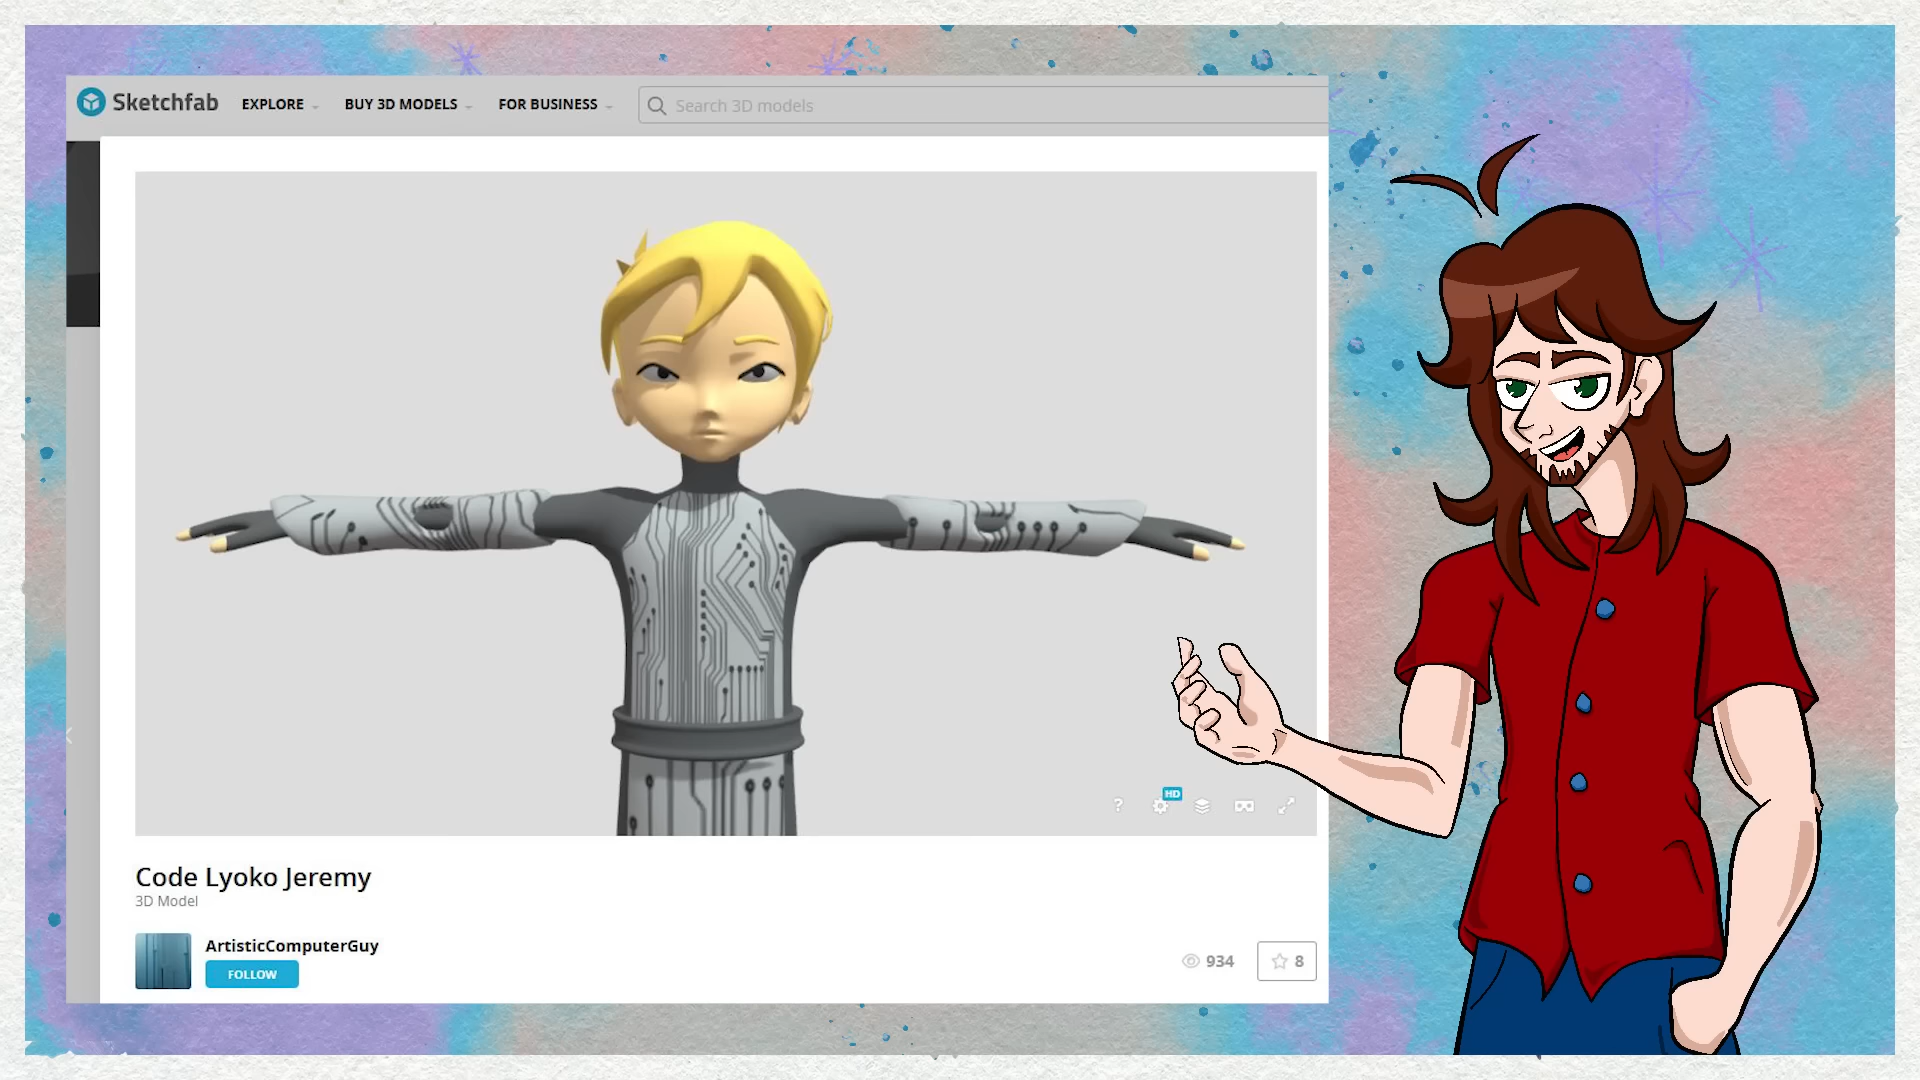 Sketchfab EXPLORE BUY 3D MODELS FOR BUSINESS Search 3D models
? HD
Code Lyoko Jeremy
3D Model
ArtisticComputerGuy
FOLLOW
934 8